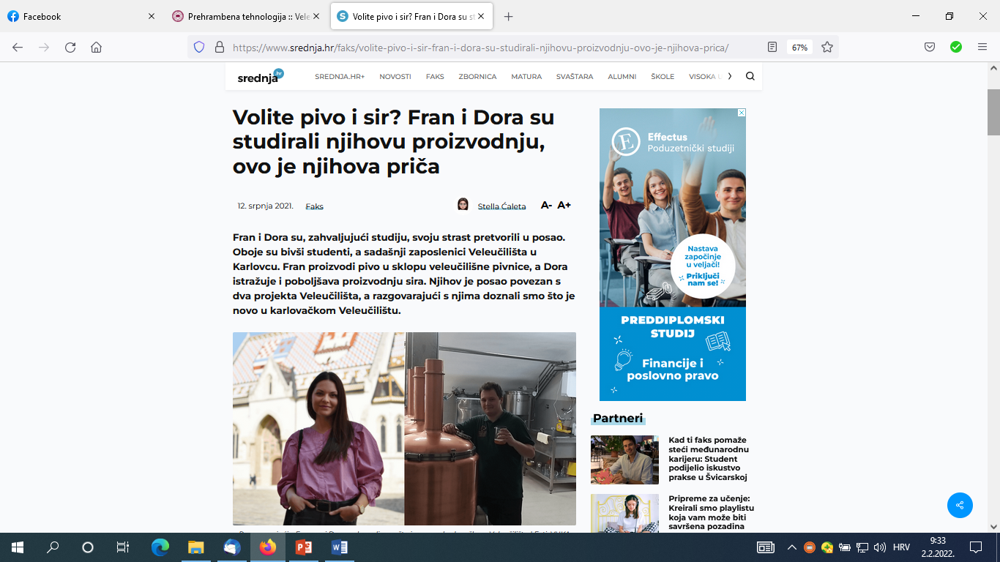 Facebook
Prehrambena tehnologija :: Vele
Volite pivo i sir? Fran i Dora su st
https://www.srednja.hr/faks/volite-pivo-i-sir-fran-i-dora-su-studirali-njihovu-proizvodnju-ovo-je-njihova-prica/
67%
srednja.hr
SREDNJA.HR+ NOVOSTI FAKS ZBORNICA MATURA SVAŠTARA ALUMNI ŠKOLE VISOKA U
Volite pivo i sir? Fran i Dora su
studirali njihovu proizvodnju,
ovo je njihova priča
12. srpnja 2021. Faks Stella Ćaleta A- A+
Fran i Dora su, zahvaljujući studiju, svoju strast pretvorili u posao.
Oboje su bivši studenti, a sadašnji zaposlenici Veleučilišta u
Karlovcu. Fran proizvodi pivo u sklopu veleučilišne pivnice, a Dora
istražuje i poboljšava proizvodnju sira. Njihov je posao povezan s
dva projekta Veleučilišta, a razgovarajući s njima doznali smo što je
novo u karlovačkom Veleučilištu.
E
Effectus
Poduzetnički studiji
Nastava
započinje
u veljači!
Priključi
nam se!
PREDDIPLOMSKI
STUDIJ
Financije i
poslovno pravo
Partneri
Kad ti faks pomaže
steći međunarodnu
karijeru: Student
podijelio iskustvo
prakse u Švicarskoj
Pripreme za učenje:
Kreirali smo playlistu
koja vam može biti
savršena pozadina
HRV
9:33
2.2.2022.